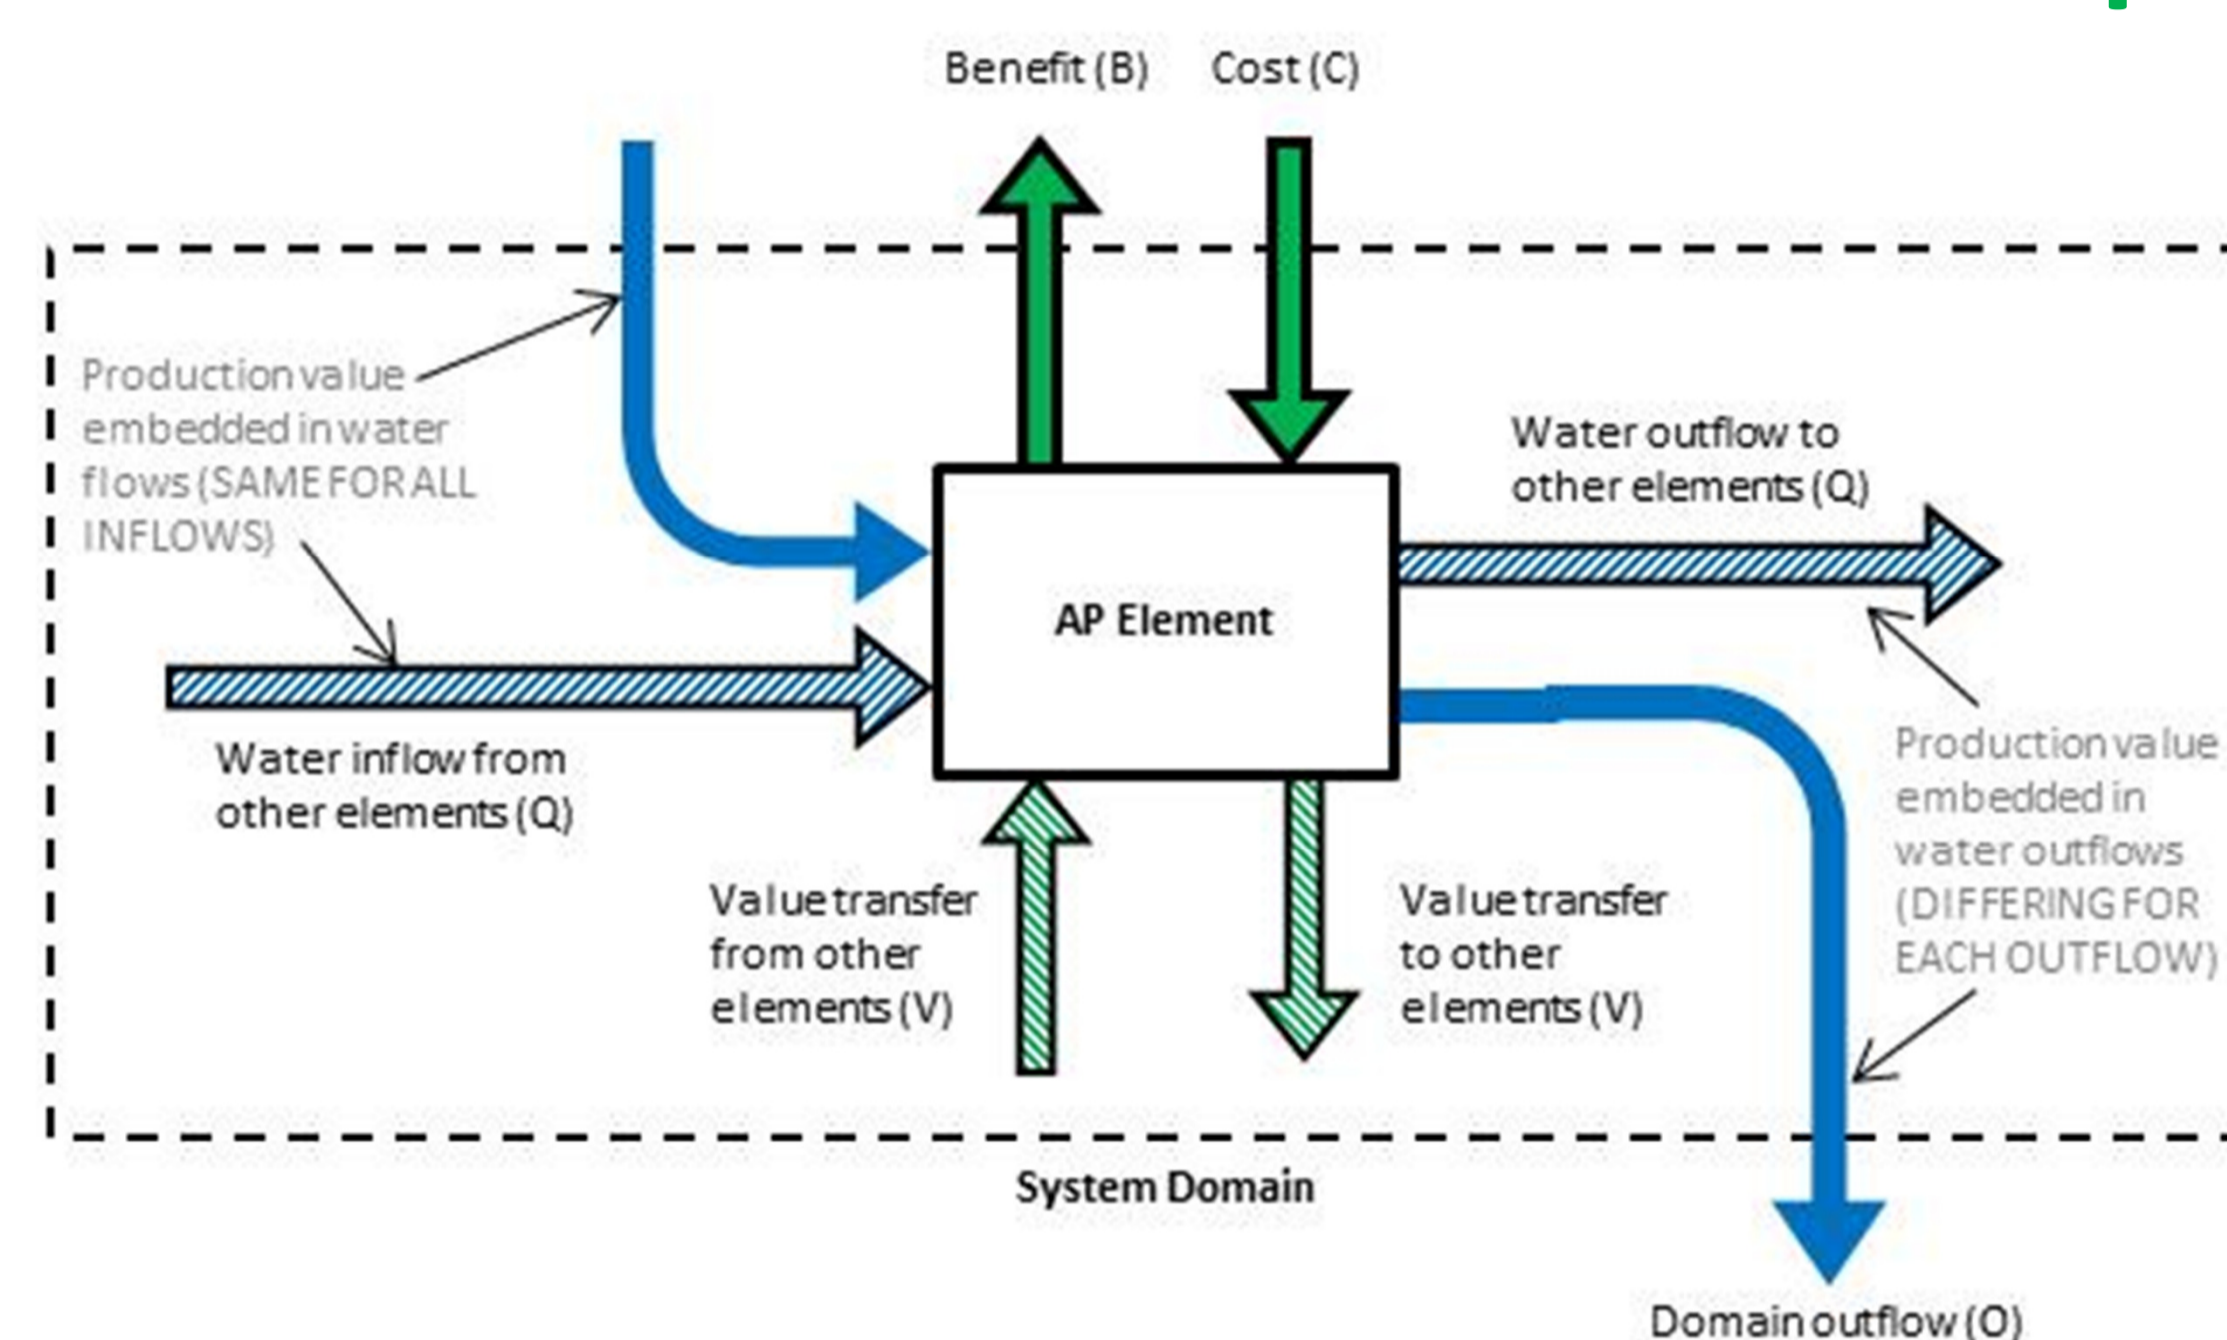 Benefit (B)
Cost (C)
Production value
embedded in water
flows (SAME FOR ALL
INFLOWS)
Water outflow to
other elements (Q)
AP Element
Water inflow from
other elements (Q)
Production value
embedded in
water outflows
(DIFFERING FOR
EACH OUTFLOW)
Value transfer
from other
elements (V)
Value transfer
to other
elements (V)
System Domain
Domain outflow (O)